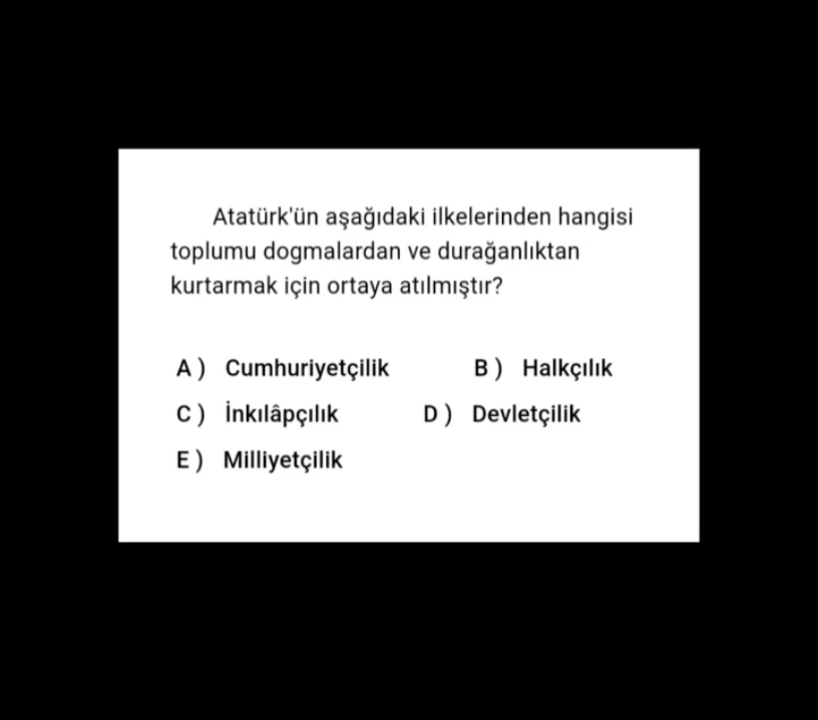 Atatürk'ün aşağıdaki ilkelerinden hangisi
toplumu dogmalardan ve durağanlıktan
kurtarmak için ortaya atılmıştır?
A) Cumhuriyetçilik B) Halkçılık
C) İnkılâpçılık D) Devletçilik
E) Milliyetçilik